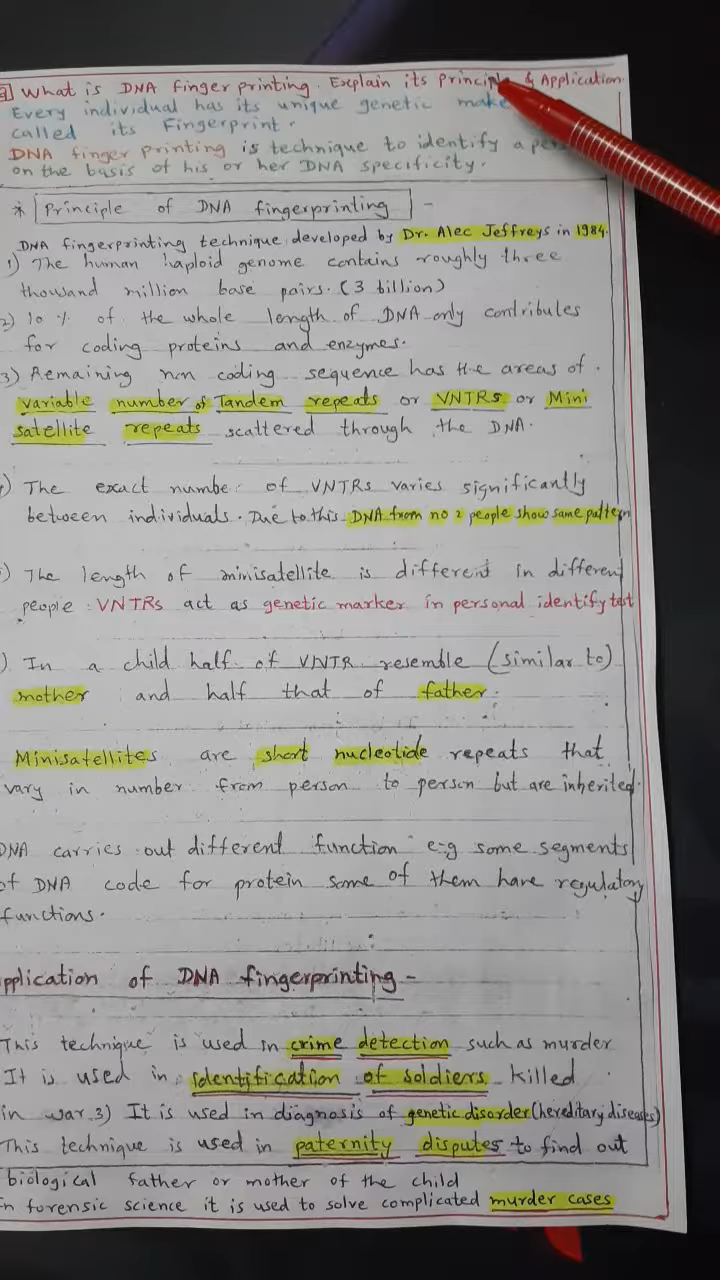 Q What is DNA finger printing. Explain its Principle & Application.
Every individual has its unique genetic make
called its Fingerprint.
DNA finger printing is technique to identify a
on the basis of his or her DNA specificity.
* Principle of DNA fingerprinting -
DNA fingerprinting technique developed by Dr. Alec Jeffreys in 1984.
1) The human haploid genome contains roughly three
thousand million base pairs. (3 billion)
2) 10 % of the whole length of DNA only contributes
for coding proteins and enzymes.
3) Remaining non coding sequence has the areas of
variable number of Tandem repeats or VNTRs or Mini
satellite repeats scattered through the DNA.
) The exact number of VNTRs varies significantly
between individuals. Due to this DNA from no 2 people show same pattern
) The length of minisatellite is different in different
people. VNTRs act as genetic marker in personal identify test
). In a child half of VNTR resemble (similar to)
mother and half that of father.
Minisatellites are short nucleotide repeats that
vary in number from person to person but are inherited.
DNA carries out different function e.g some segments
of DNA code for protein some of them have regulatory
functions.
pplication of DNA fingerprinting -
This technique is used in crime detection such as murder
It is used in identification of soldiers killed
in war. 3) It is used in diagnosis of genetic disorder (hereditary diseases)
This technique is used in paternity disputes to find out
biological father or mother of the child
In forensic science it is used to solve complicated murder cases